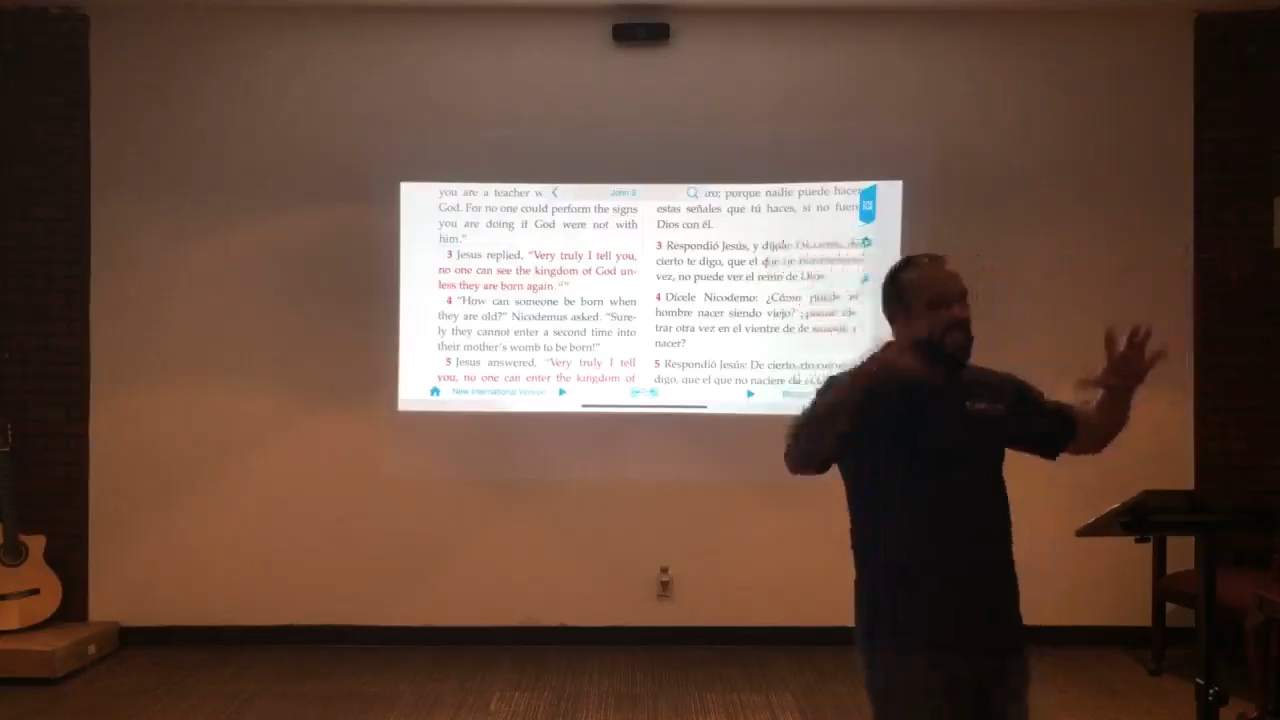 you are a teacher w
God. For no one could perform the signs
you are doing if God were not with
him."
3 Jesus replied, "Very truly I tell you,
no one can see the kingdom of God un-
less they are born again.
4 "How can someone be born when
they are old?" Nicodemus asked. "Sure-
ly they cannot enter a second time into
their mother's womb to be born!"
5 Jesus answered, "Very truly I tell
you, no one can enter the kingdom of
New International Version
John 3
tro; porque nadie puede hacer
estas señales que tú haces, si no fuere
Dios con él.
3 Respondió Jesús, y díjole:
cierto te digo, que el que no
vez, no puede ver el reino de Dios
4 Dícele Nicodemo: ¿Cómo puede
hombre nacer siendo viejo?
trar otra vez en el vientre de
nacer?
5 Respondió Jesús: De cierto,
digo, que el que no naciere